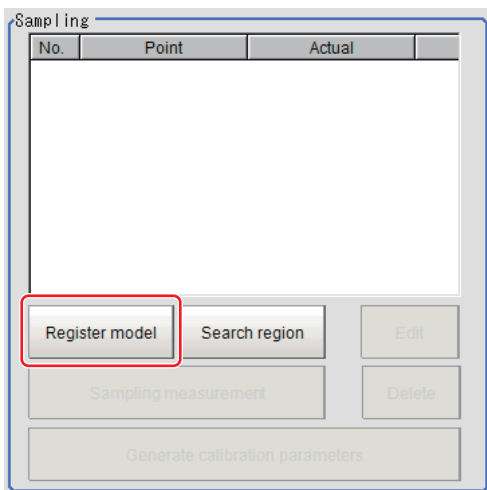 Sampling
No. Point Actual
Register model Search region Edit
Sampling measurement Delete
Generate calibration parameters